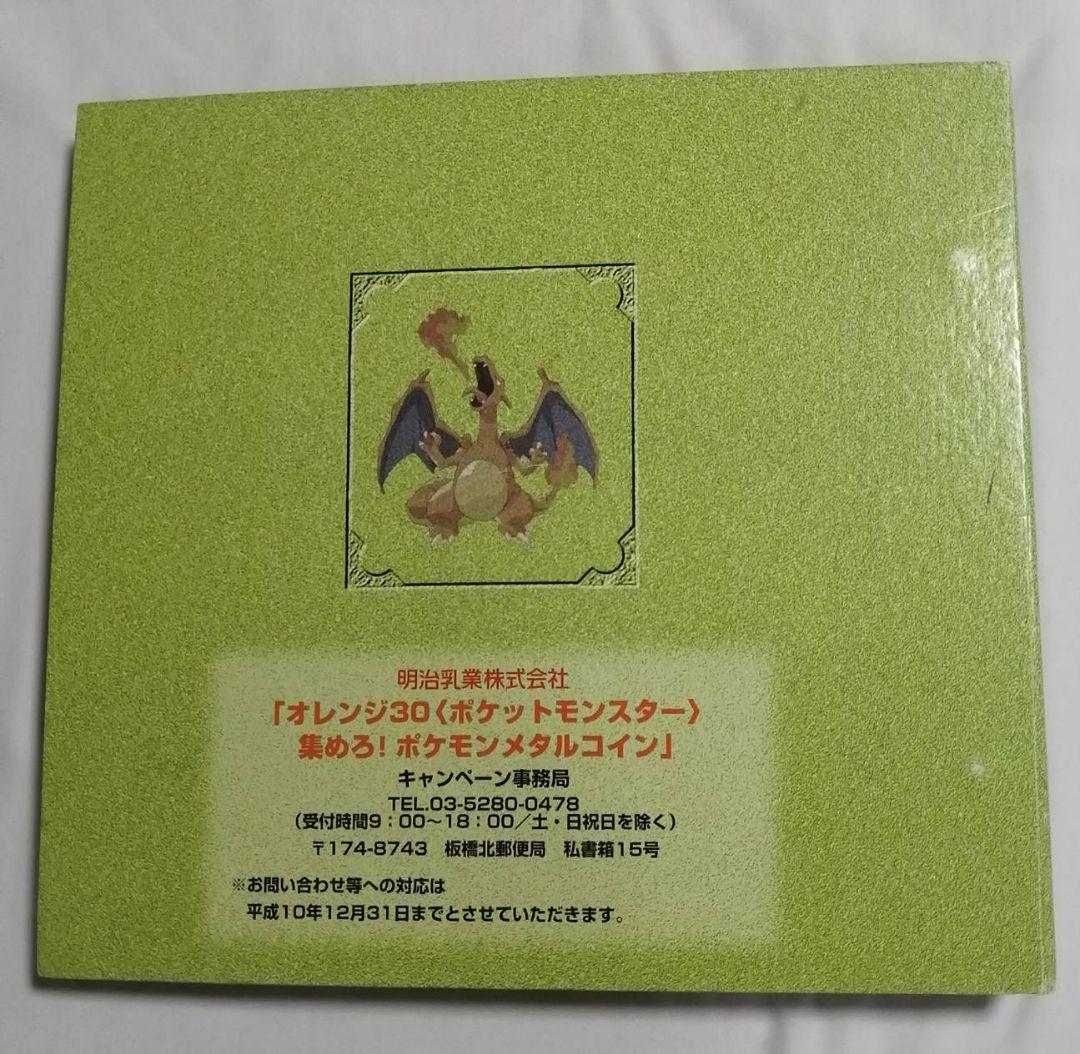 明治乳業株式会社
「オレンジ30〈ポケットモンスター〉
集めろ！ポケモンメタルコイン」
キャンペーン事務局
TEL.03-5280-0478
（受付時間9：00〜18：00／土・日祝日を除く）
〒174-8743　板橋北郵便局　私書箱15号
※お問い合わせ等への対応は
平成10年12月31日までとさせていただきます。